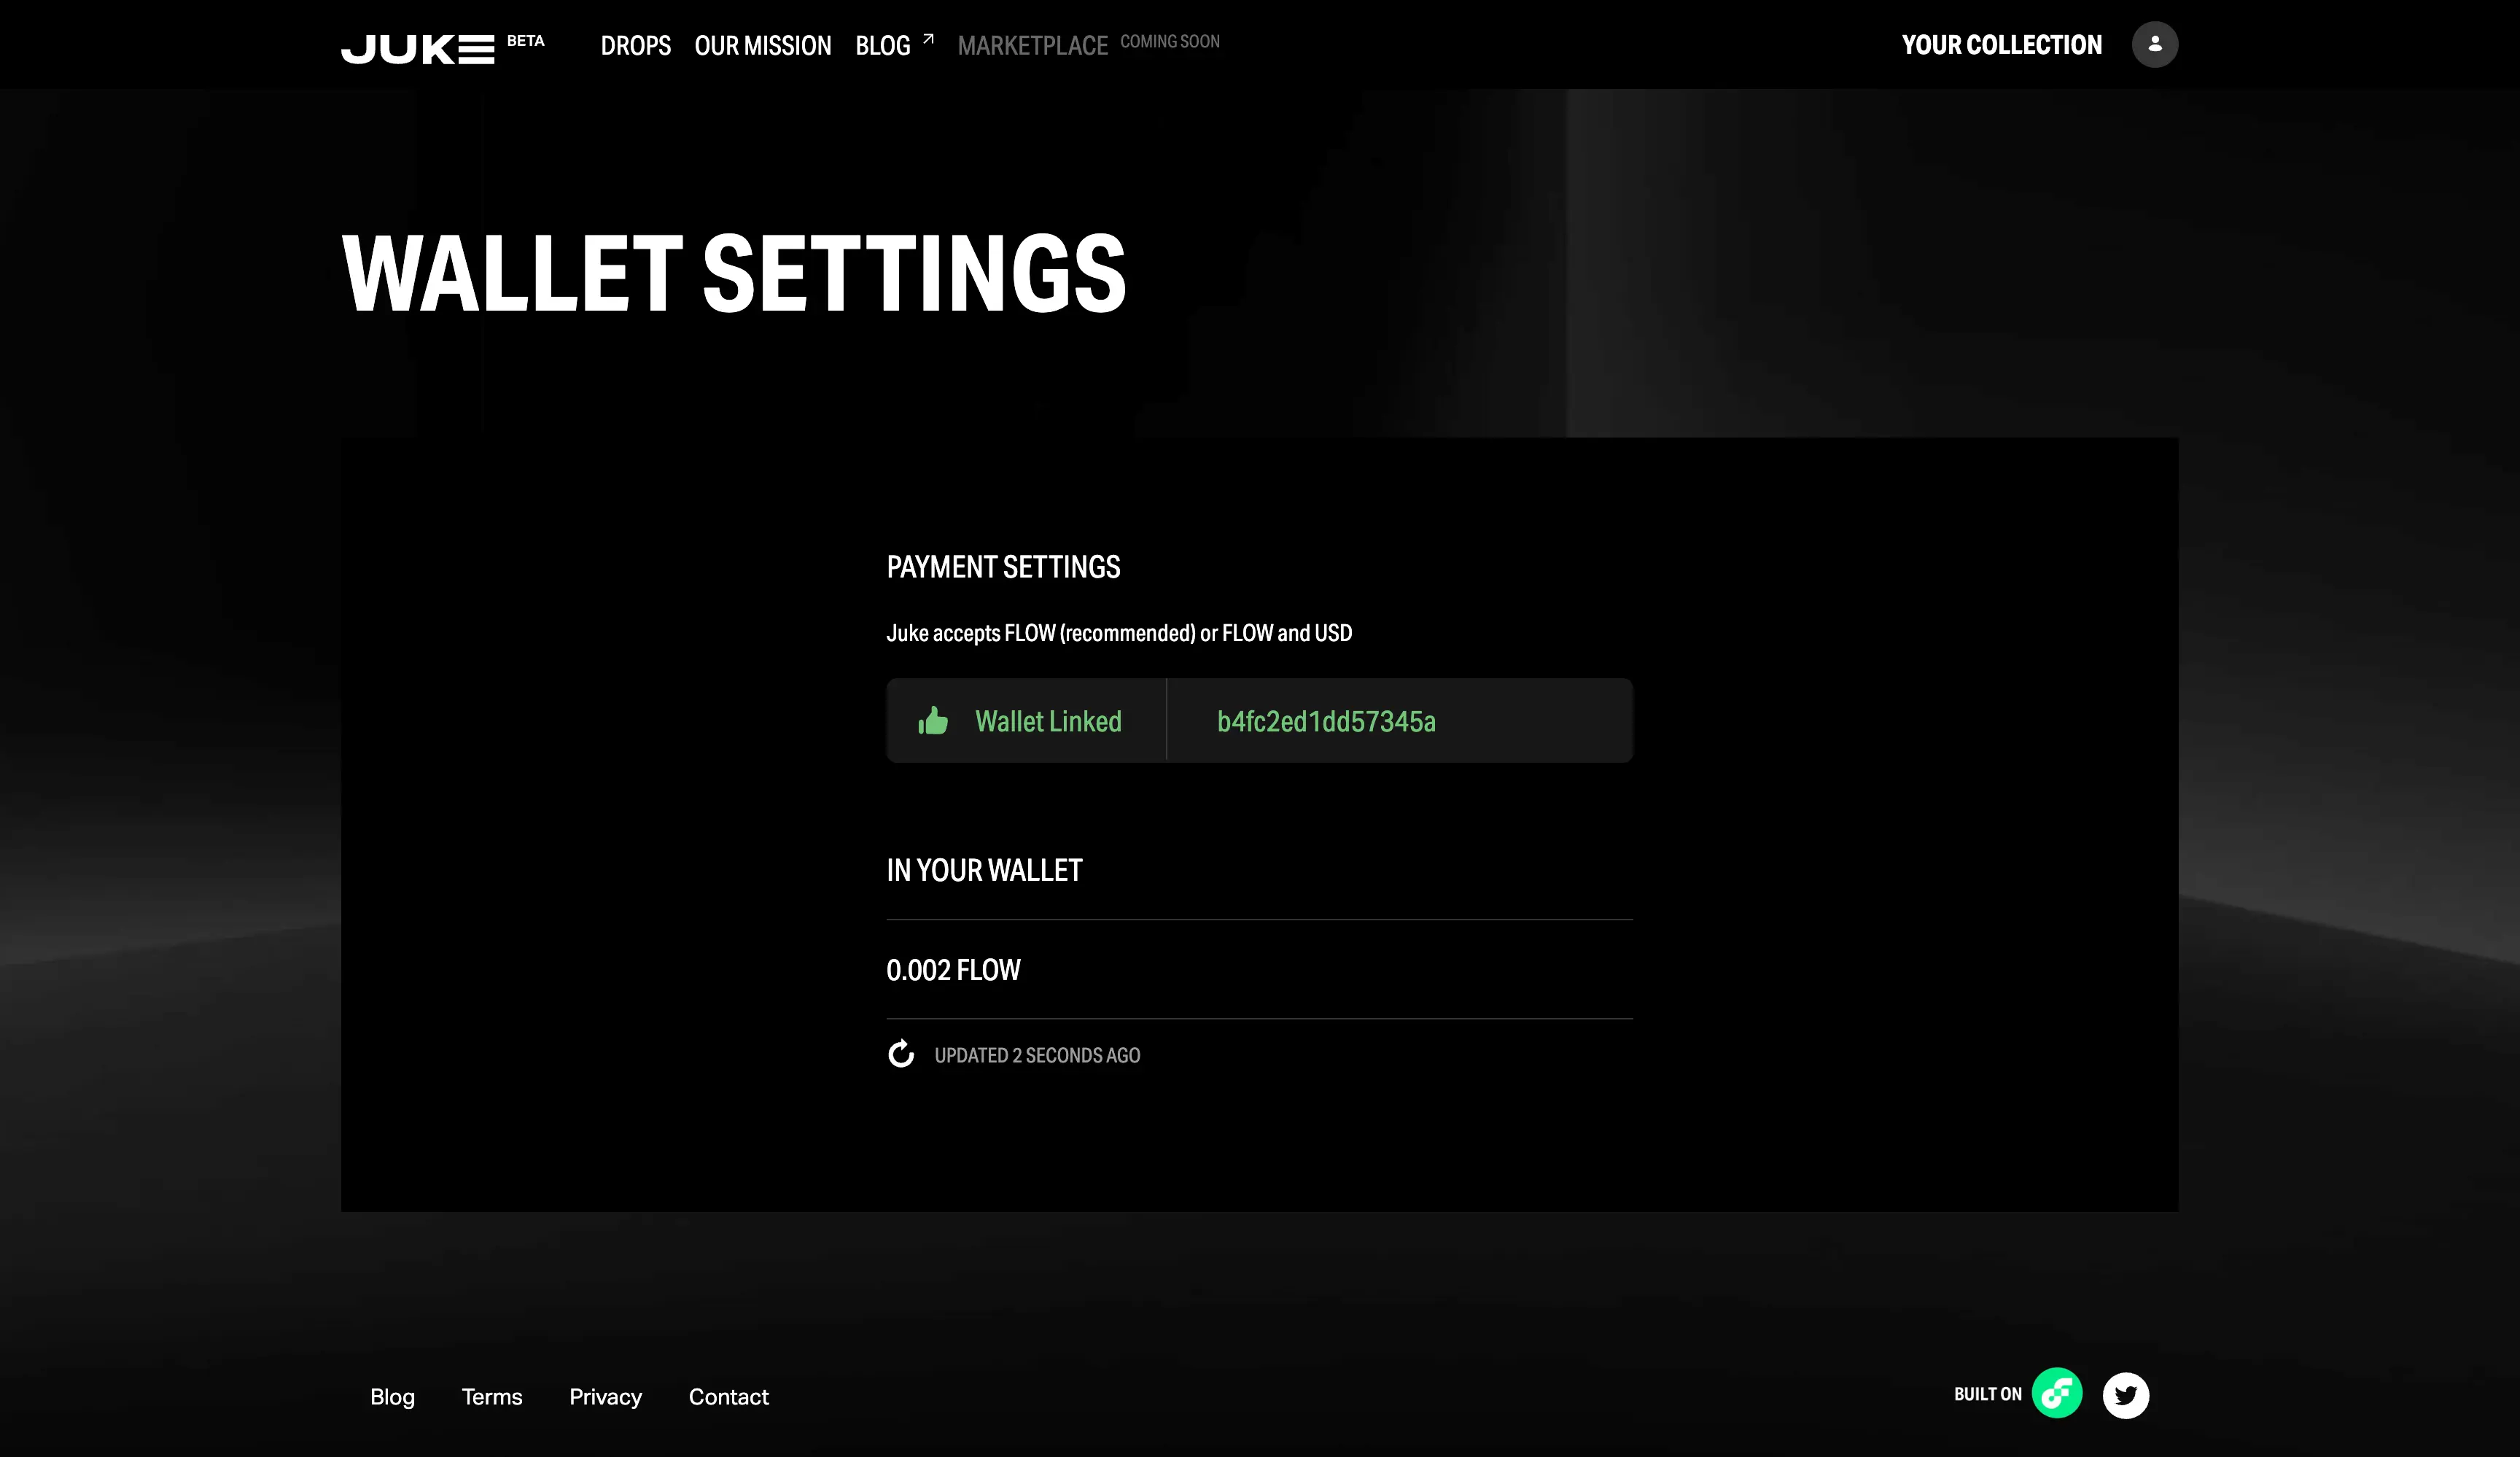 JUKE BETA DROPS OUR MISSION BLOG MARKETPLACE COMING SOON YOUR COLLECTION
WALLET SETTINGS
PAYMENT SETTINGS
Juke accepts FLOW (recommended) or FLOW and USD
Wallet Linked b4fc2ed1dd57345a
IN YOUR WALLET
0.002 FLOW
UPDATED 2 SECONDS AGO
Blog Terms Privacy Contact BUILT ON